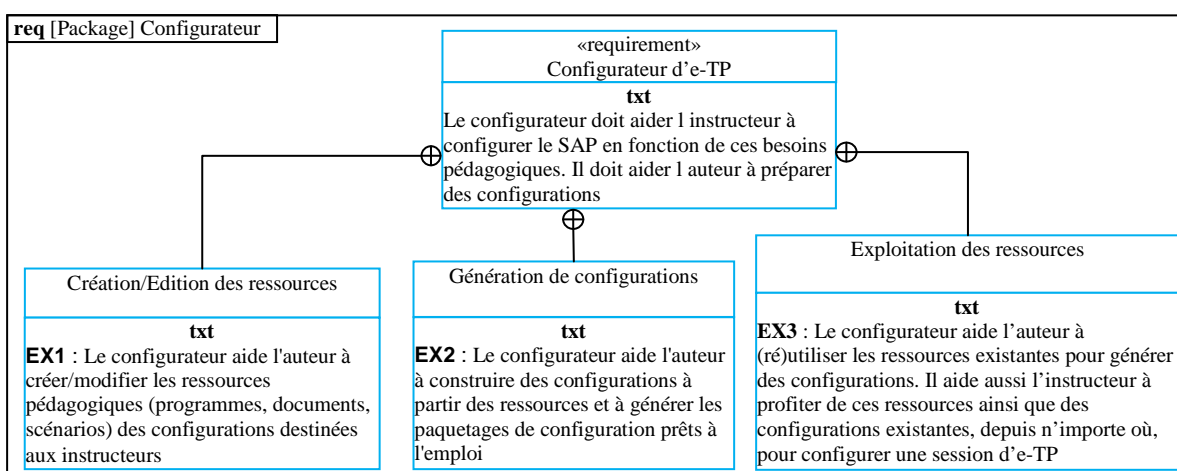 req [Package] Configurateur
«requirement»
Configurateur d’e-TP
txt
Le configurateur doit aider l instructeur à
configurer le SAP en fonction de ces besoins
pédagogiques. Il doit aider l auteur à préparer
des configurations
Création/Edition des ressources
txt
EX1 : Le configurateur aide l'auteur à
créer/modifier les ressources
pédagogiques (programmes, documents,
scénarios) des configurations destinées
aux instructeurs
Génération de configurations
txt
EX2 : Le configurateur aide l'auteur
à construire des configurations à
partir des ressources et à générer les
paquetages de configuration prêts à
l'emploi
Exploitation des ressources
txt
EX3 : Le configurateur aide l’auteur à
(ré)utiliser les ressources existantes pour générer
des configurations. Il aide aussi l’instructeur à
profiter de ces ressources ainsi que des
configurations existantes, depuis n’importe où,
pour configurer une session d’e-TP